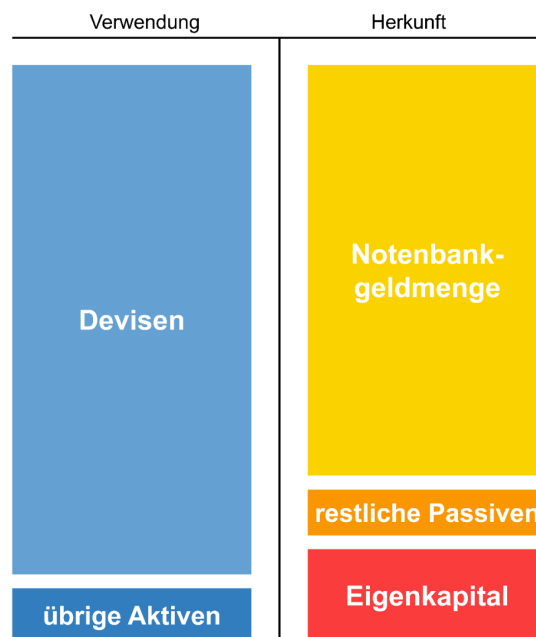 Verwendung
Herkunft
Devisen
übrige Aktiven
Notenbank-
geldmenge
restliche Passiven
Eigenkapital